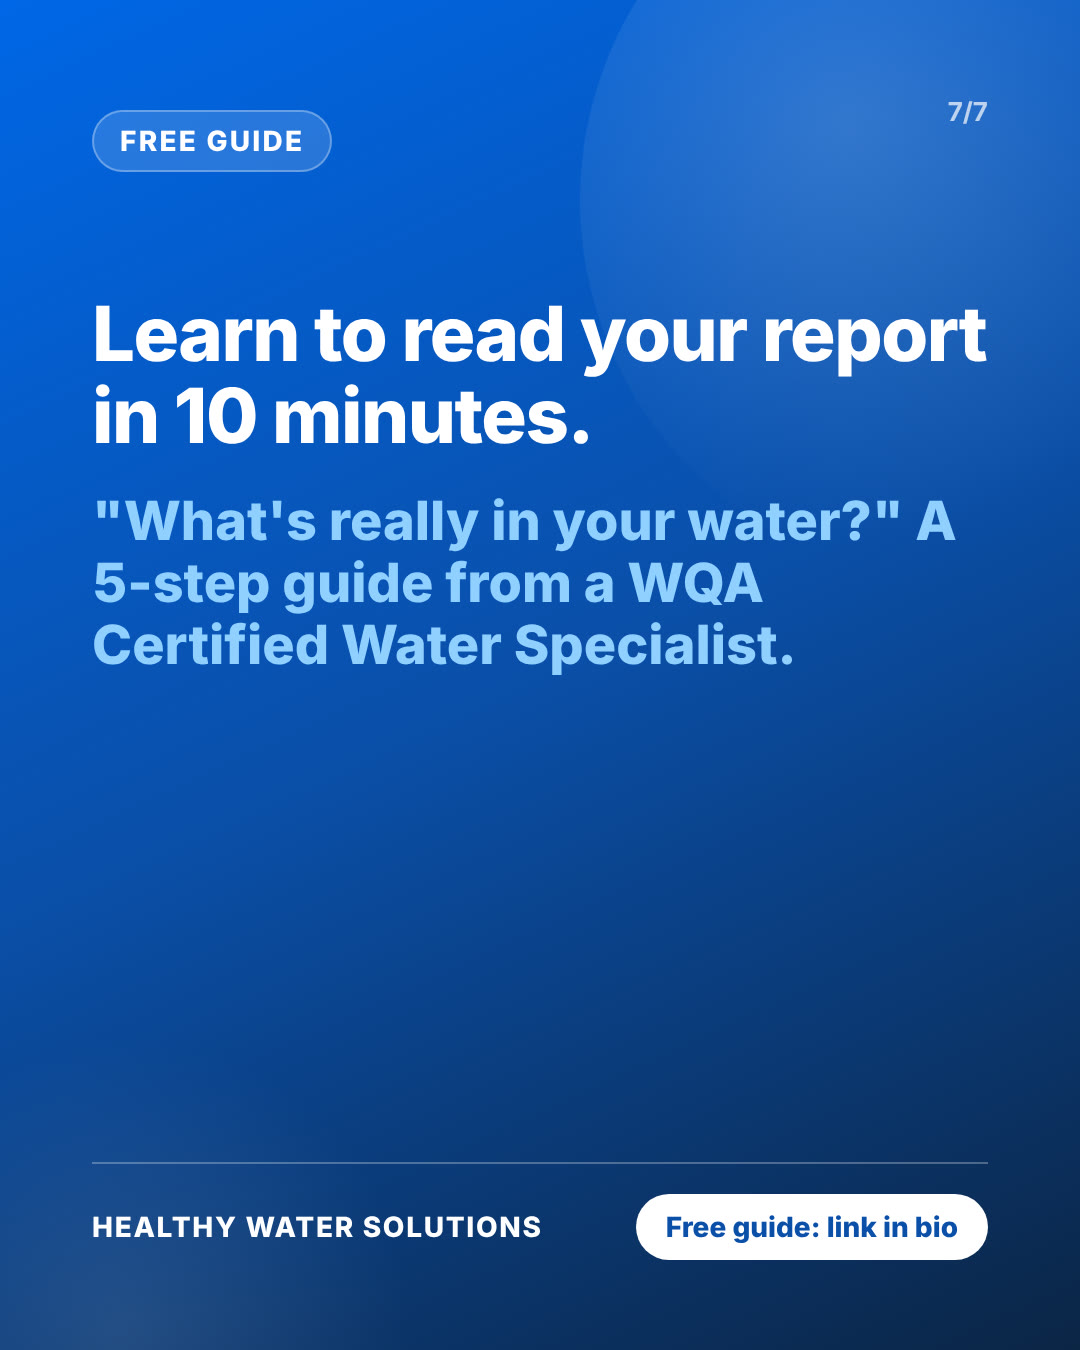 FREE GUIDE
7/7
Learn to read your report
in 10 minutes.
"What's really in your water?" A
5-step guide from a WQA
Certified Water Specialist.
HEALTHY WATER SOLUTIONS
Free guide: link in bio